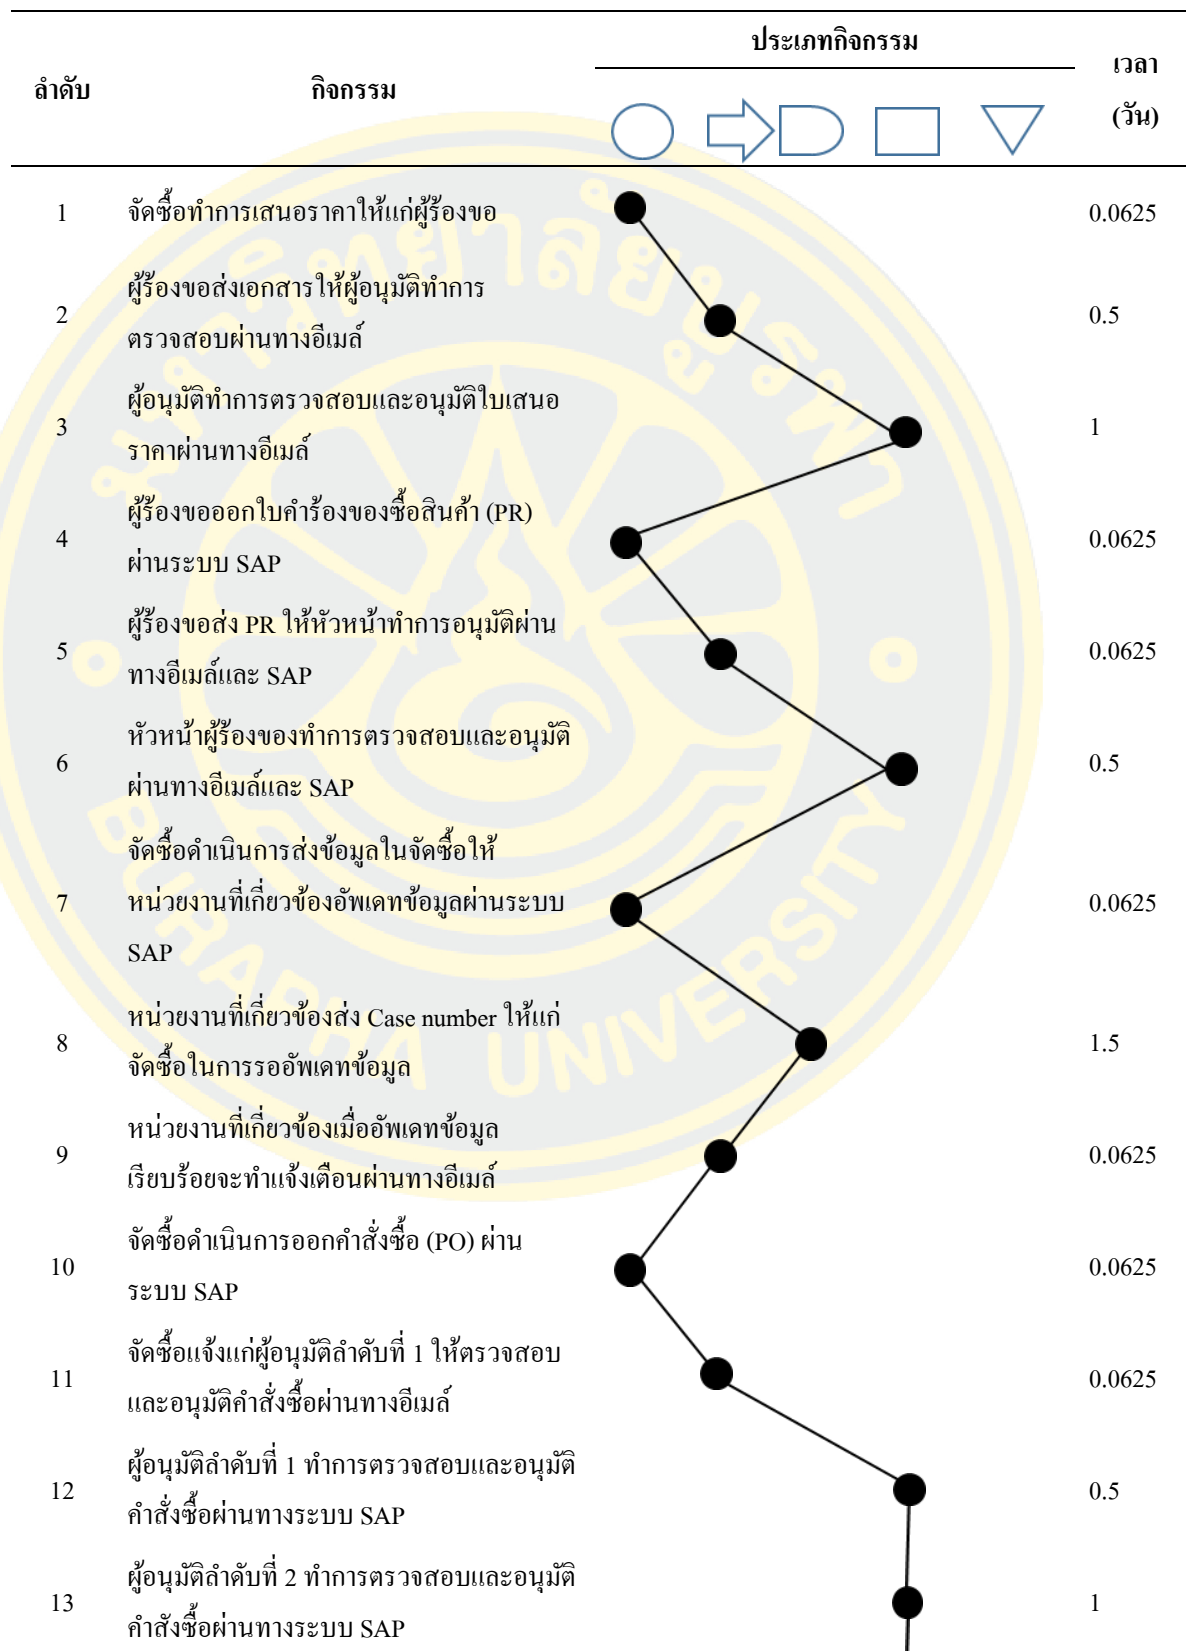 ประเภทกิจกรรม
ลำดับ กิจกรรม เวลา
(วัน)
1 จัดซื้อทำการเสนอราคาให้แก่ผู้ร้องขอ 0.0625
ผู้ร้องขอส่งเอกสารให้ผู้อนุมัติทำการ
2 0.5
ตรวจสอบผ่านทางอีเมล์
ผู้อนุมัติทำการตรวจสอบและอนุมัติใบเสนอ
3 1
ราคาผ่านทางอีเมล์
ผู้ร้องขอออกใบคำร้องของซื้อสินค้า (PR)
4 0.0625
ผ่านระบบ SAP
ผู้ร้องขอส่ง PR ให้หัวหน้าทำการอนุมัติผ่าน
5 0.0625
ทางอีเมล์และ SAP
หัวหน้าผู้ร้องของทำการตรวจสอบและอนุมัติ
6 0.5
ผ่านทางอีเมล์และ SAP
จัดซื้อดำเนินการส่งข้อมูลในจัดซื้อให้
7 หน่วยงานที่เกี่ยวข้องอัพเดทข้อมูลผ่านระบบ 0.0625
SAP
หน่วยงานที่เกี่ยวข้องส่ง Case number ให้แก่
8 1.5
จัดซื้อในการรออัพเดทข้อมูล
หน่วยงานที่เกี่ยวข้องเมื่ออัพเดทข้อมูล
9 0.0625
เรียบร้อยจะทำแจ้งเตือนผ่านทางอีเมล์
จัดซื้อดำเนินการออกคำสั่งซื้อ (PO) ผ่าน
10 0.0625
ระบบ SAP
จัดซื้อแจ้งแก่ผู้อนุมัติลำดับที่ 1 ให้ตรวจสอบ
11 0.0625
และอนุมัติคำสั่งซื้อผ่านทางอีเมล์
ผู้อนุมัติลำดับที่ 1 ทำการตรวจสอบและอนุมัติ
12 0.5
คำสั่งซื้อผ่านทางระบบ SAP
ผู้อนุมัติลำดับที่ 2 ทำการตรวจสอบและอนุมัติ
13 1
คำสังซื้อผ่านทางระบบ SAP
มหาวิทยาลัยบูรพา
BURAPHA UNIVERSITY